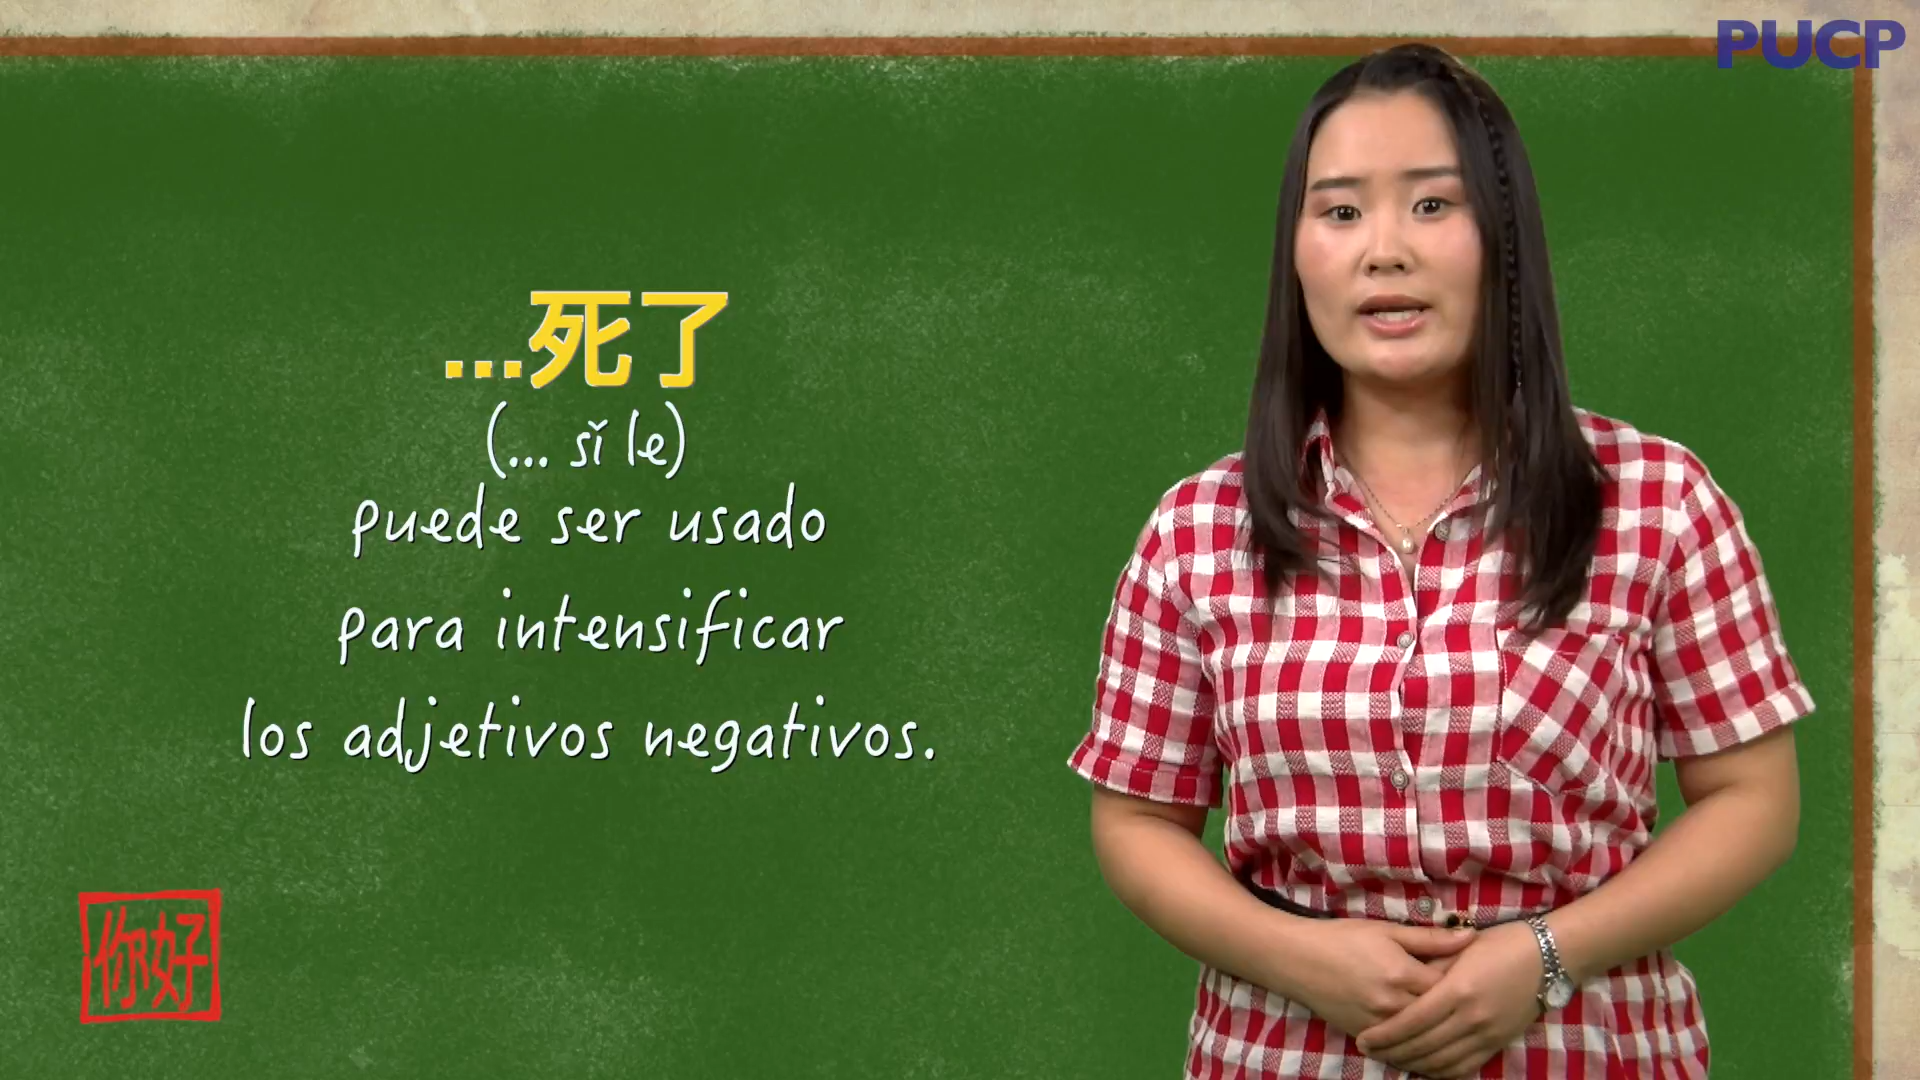 PUCP
...死了
(... sǐ le)
puede ser usado
para intensificar
los adjetivos negativos.
你好